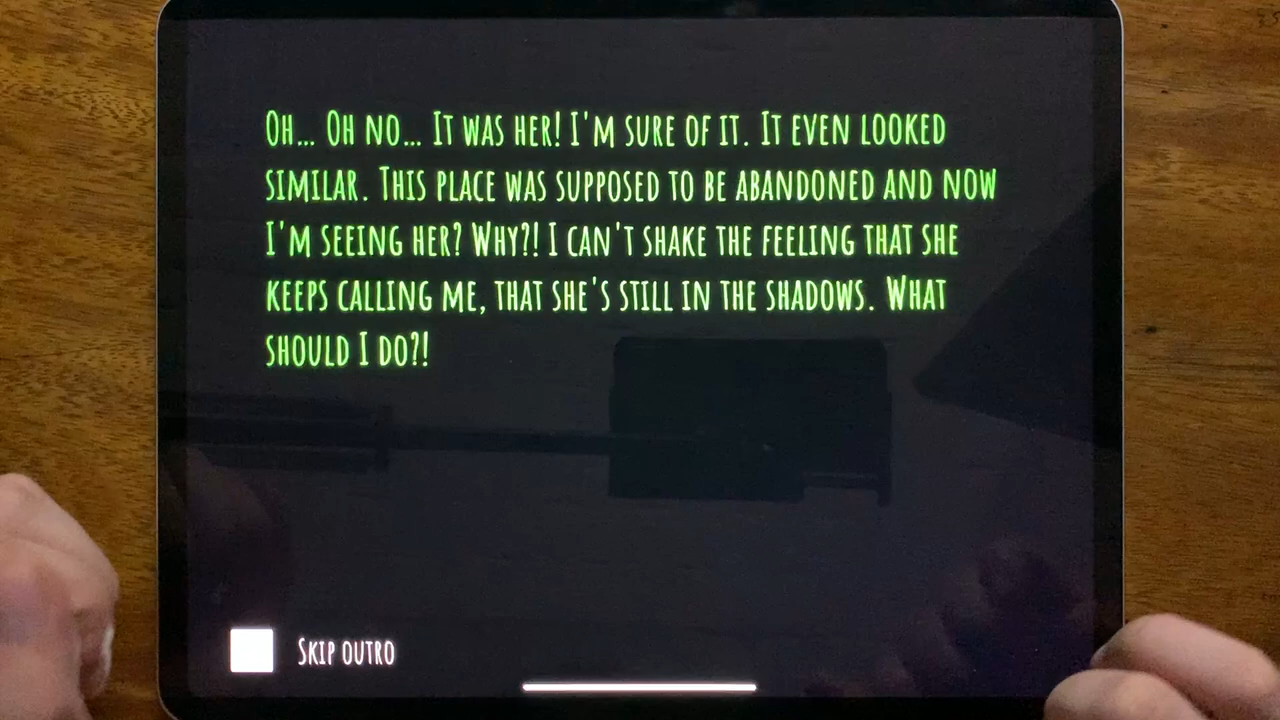 Oh... Oh no... It was her! I'm sure of it. It even looked
similar. This place was supposed to be abandoned and now
I'm seeing her? Why?! I can't shake the feeling that she
keeps calling me, that she's still in the shadows. What
should I do?!
Skip outro